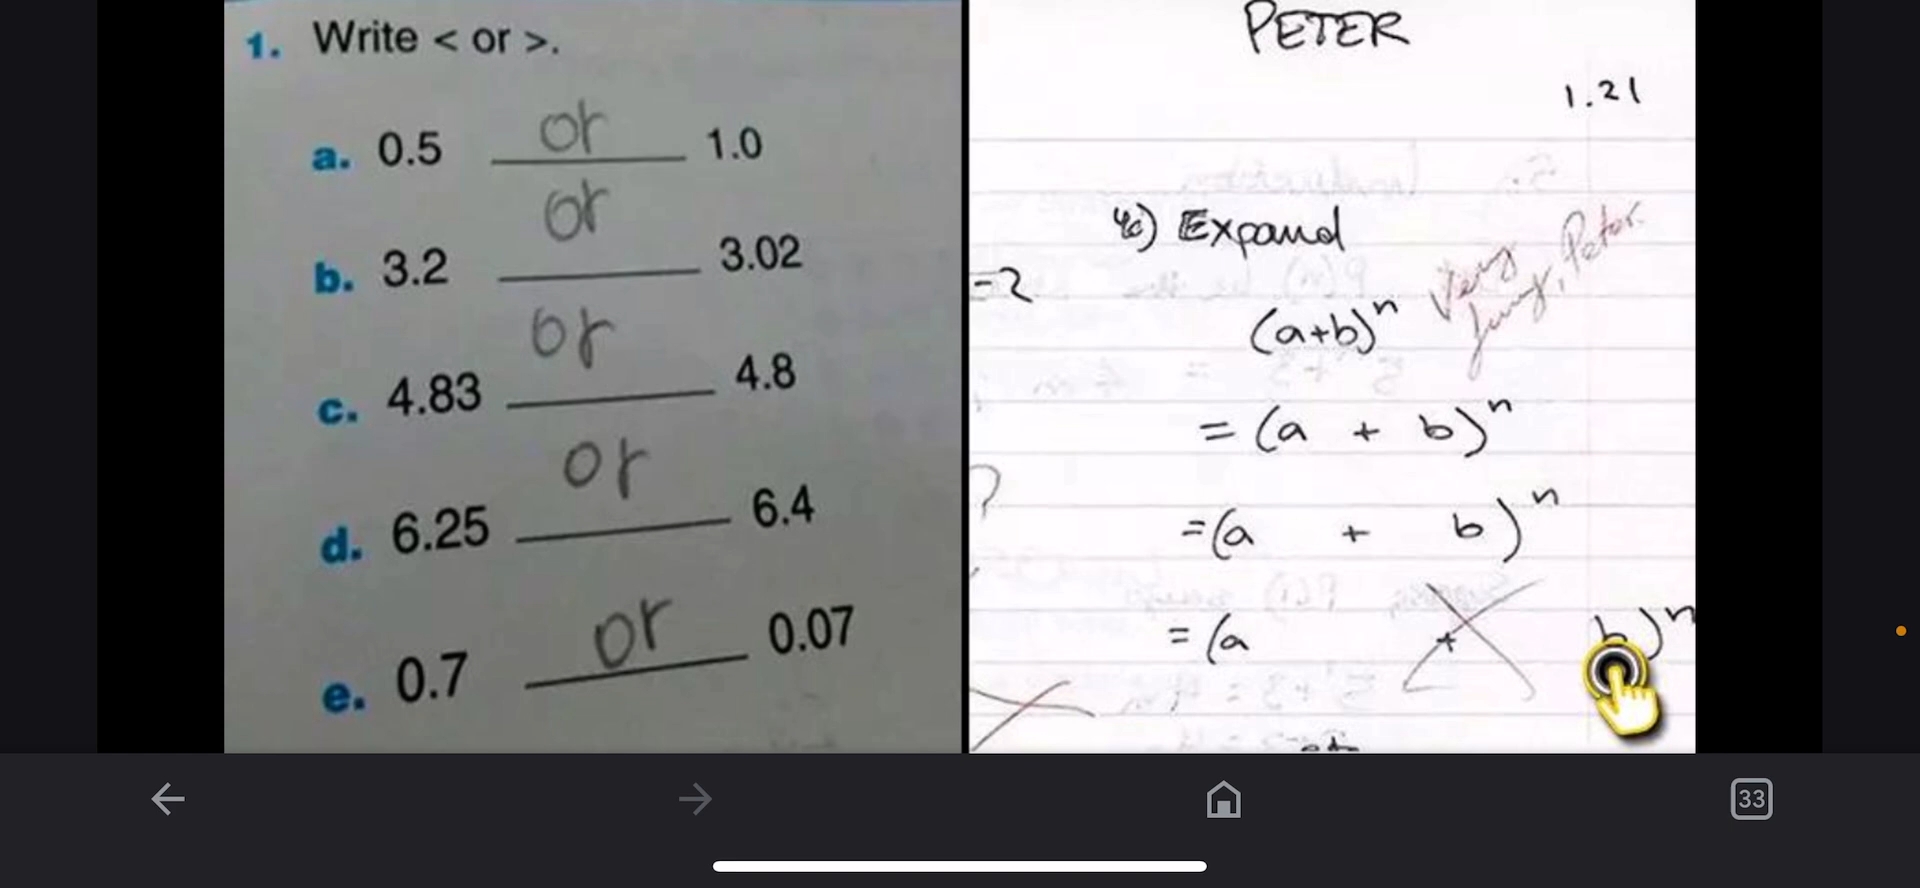 1. Write < or >.
a. 0.5 or 1.0
b. 3.2 or 3.02
c. 4.83 or 4.8
d. 6.25 or 6.4
e. 0.7 or 0.07
PETER
1.21
Expand
Very funny, Peter.
=2
(a+b)ⁿ
= (a + b)ⁿ
?
=(a + b)ⁿ
= (a + b)ⁿ
33